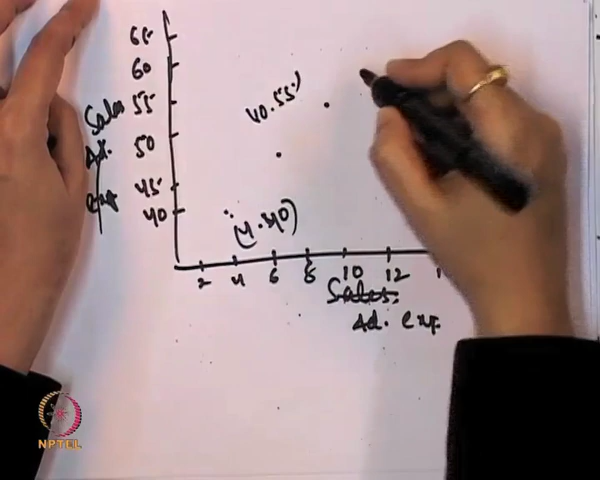 65
60
Sales 55
Ad. 50
exp 45
40
(10.55)
(4.40)
2 4 6 8 10 12 1
Sales.
Ad. exp
NPTEL